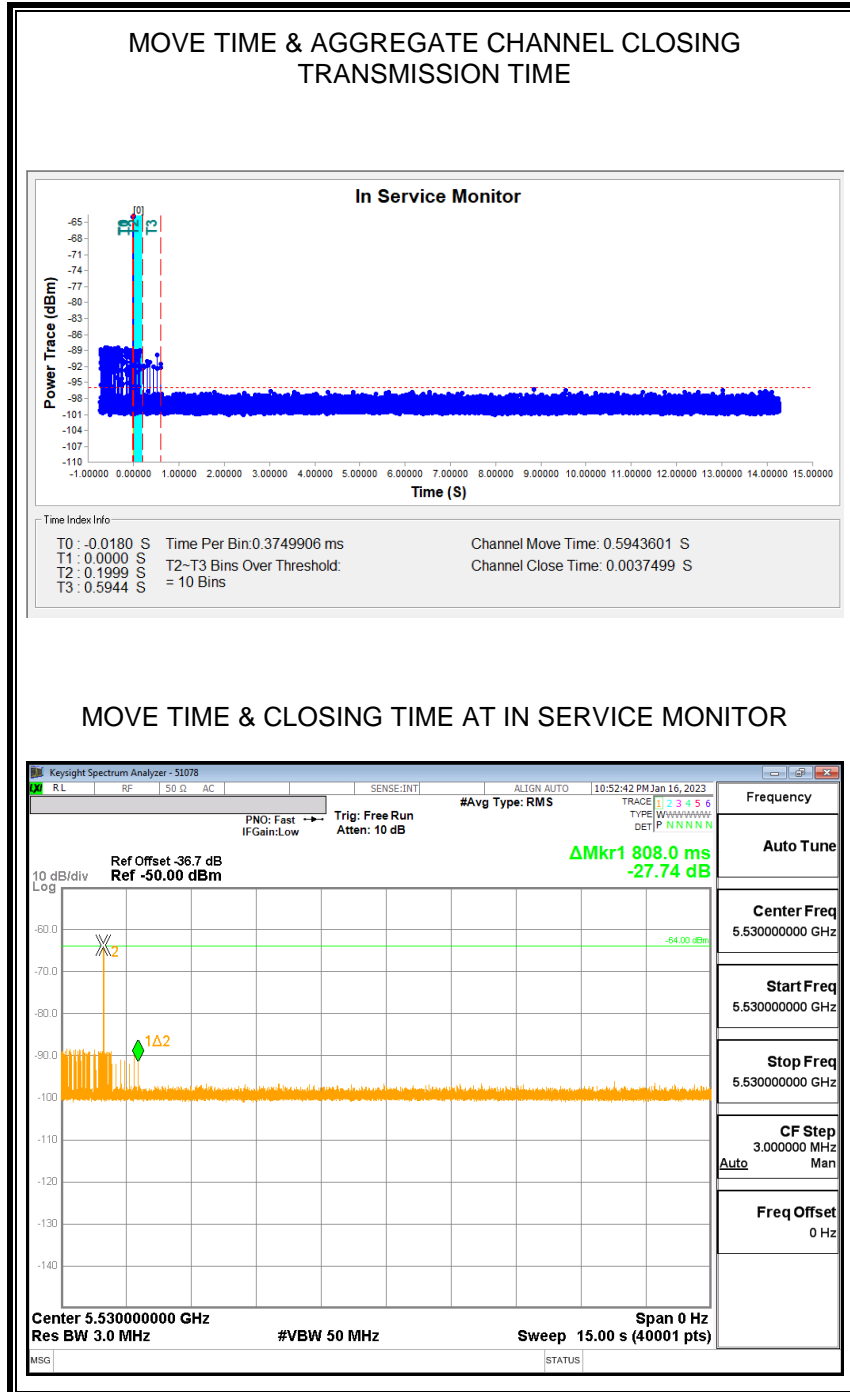 MOVE TIME & AGGREGATE CHANNEL CLOSING
TRANSMISSION TIME
In Service Monitor
[0]
T2
T3
Power Trace (dBm)
-65
-68
-71
-74
-77
-80
-83
-86
-89
-92
-95
-98
-101
-104
-107
-110
-1.00000 0.00000 1.00000 2.00000 3.00000 4.00000 5.00000 6.00000 7.00000 8.00000 9.00000 10.00000 11.00000 12.00000 13.00000 14.00000 15.00000
Time (S)
Time Index Info
T0 : -0.0180 S
T1 : 0.0000 S
T2 : 0.1999 S
T3 : 0.5944 S
Time Per Bin:0.3749906 ms
T2~T3 Bins Over Threshold:
= 10 Bins
Channel Move Time: 0.5943601 S
Channel Close Time: 0.0037499 S
MOVE TIME & CLOSING TIME AT IN SERVICE MONITOR
Keysight Spectrum Analyzer - 51078
LXI RL RF 50 Ω AC SENSE:INT ALIGN AUTO 10:52:42 PM Jan 16, 2023
PNO: Fast
IFGain:Low
Trig: Free Run
Atten: 10 dB
#Avg Type: RMS
TRACE 1 2 3 4 5 6
TYPE WWWWWW
DET P N N N N N
ΔMkr1 808.0 ms
-27.74 dB
Ref Offset -36.7 dB
10 dB/div Ref -50.00 dBm
Log
-60.0
-70.0
-80.0
-90.0
-100
-110
-120
-130
-140
-64.00 dBm
2
1Δ2
Center 5.530000000 GHz
Res BW 3.0 MHz
#VBW 50 MHz
Span 0 Hz
Sweep 15.00 s (40001 pts)
MSG
STATUS
Frequency
Auto Tune
Center Freq
5.530000000 GHz
Start Freq
5.530000000 GHz
Stop Freq
5.530000000 GHz
CF Step
3.000000 MHz
Auto Man
Freq Offset
0 Hz